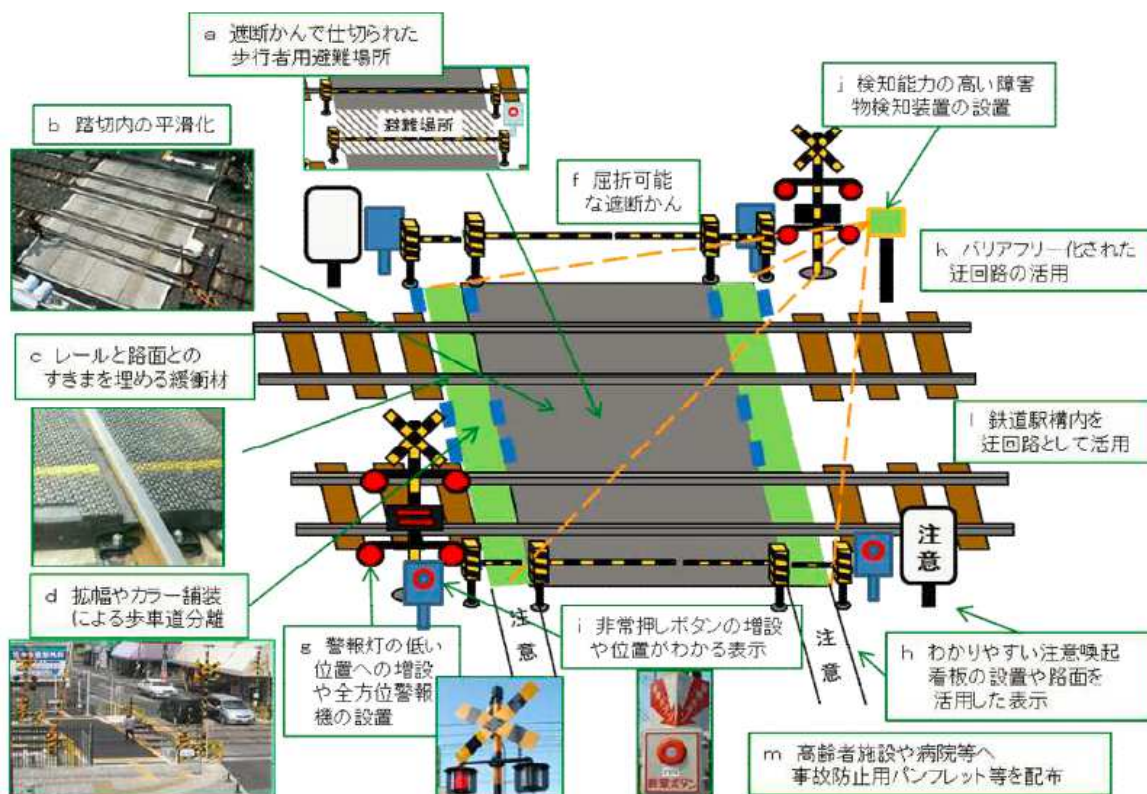 a 遮断かんで仕切られた
歩行者用避難場所
避難場所
b 踏切内の平滑化
c レールと路面との
すきまを埋める緩衝材
d 拡幅やカラー舗装
による歩車道分離
f 屈折可能
な遮断かん
j 検知能力の高い障害
物検知装置の設置
k バリアフリー化された
迂回路の活用
l 鉄道駅構内を
迂回路として活用
注意
g 警報灯の低い
位置への増設
や全方位警報
機の設置
注意
i 非常押しボタンの増設
や位置がわかる表示
注意
h わかりやすい注意喚起
看板の設置や路面を
活用した表示
m 高齢者施設や病院等へ
事故防止用パンフレット等を配布